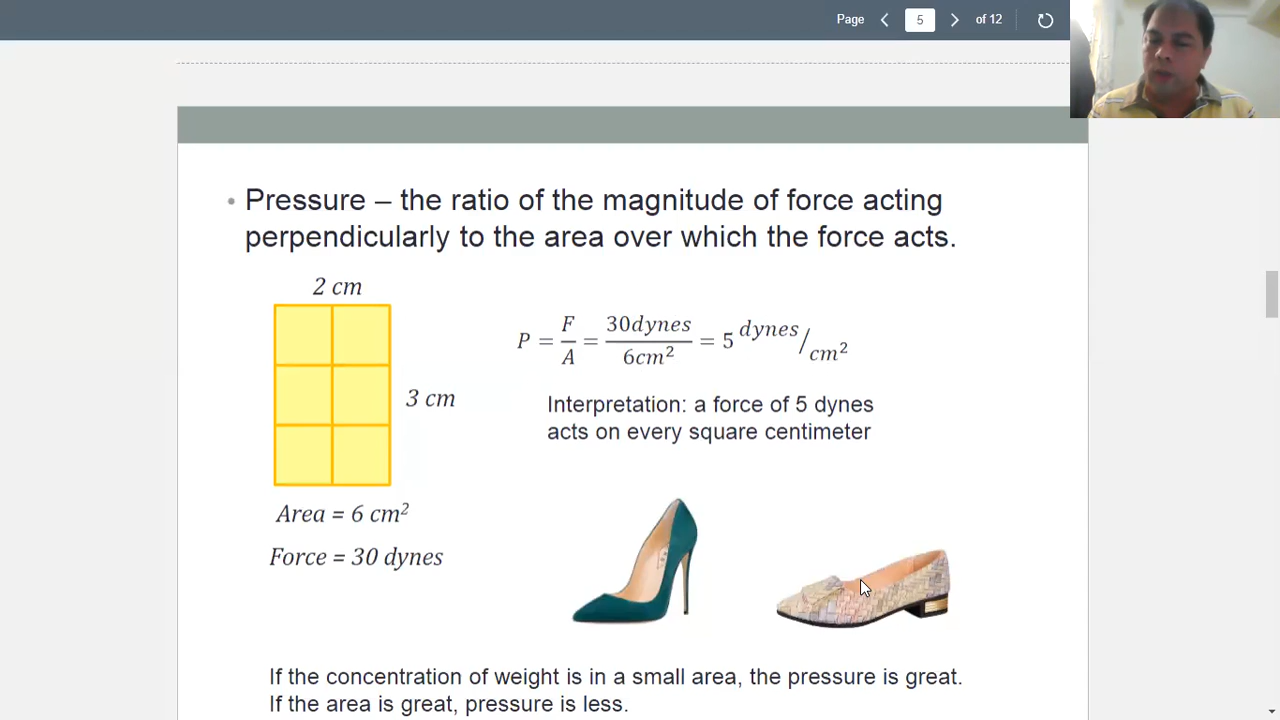 Page 5 of 12
• Pressure – the ratio of the magnitude of force acting
perpendicularly to the area over which the force acts.
2 cm
P = F/A = 30dynes/6cm² = 5 dynes/cm²
3 cm
Interpretation: a force of 5 dynes
acts on every square centimeter
Area = 6 cm²
Force = 30 dynes
If the concentration of weight is in a small area, the pressure is great.
If the area is great, pressure is less.